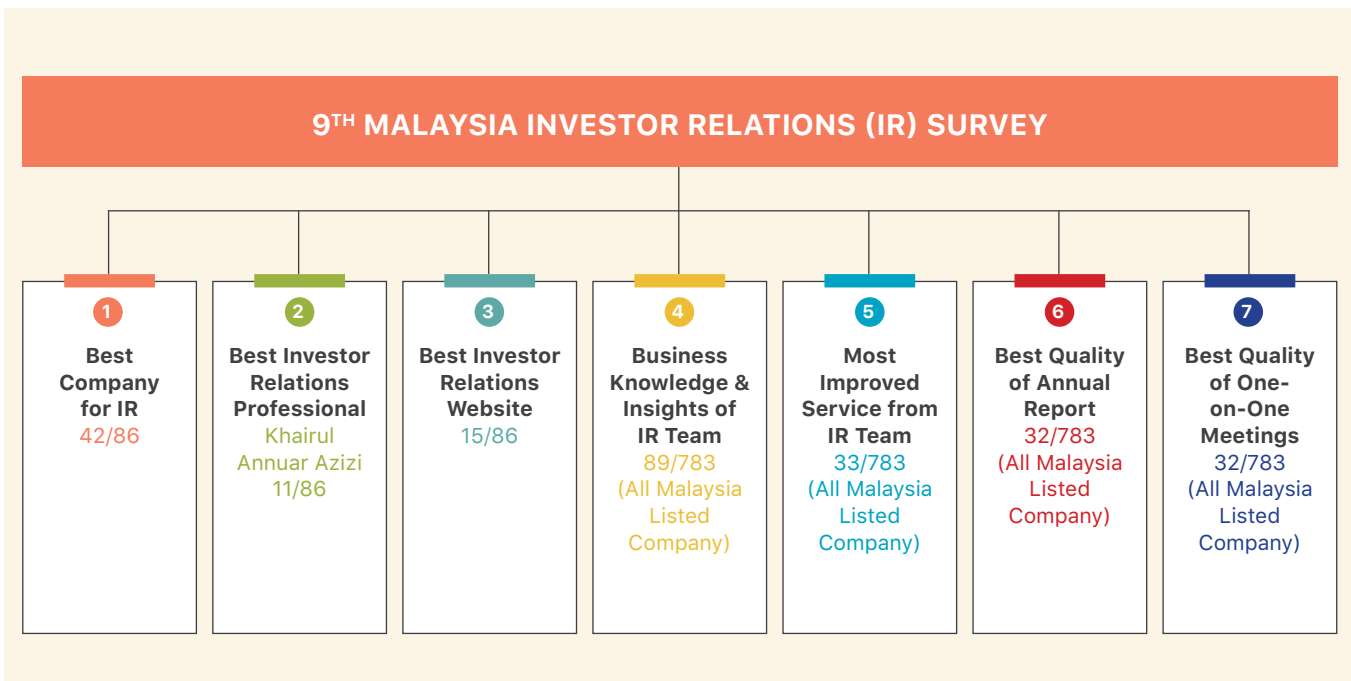 9TH MALAYSIA INVESTOR RELATIONS (IR) SURVEY
1
Best
Company
for IR
42/86
2
Best Investor
Relations
Professional
Khairul
Annuar Azizi
11/86
3
Best Investor
Relations
Website
15/86
4
Business
Knowledge &
Insights of
IR Team
89/783
(All Malaysia
Listed
Company)
5
Most
Improved
Service from
IR Team
33/783
(All Malaysia
Listed
Company)
6
Best Quality
of Annual
Report
32/783
(All Malaysia
Listed
Company)
7
Best Quality
of One-
on-One
Meetings
32/783
(All Malaysia
Listed
Company)